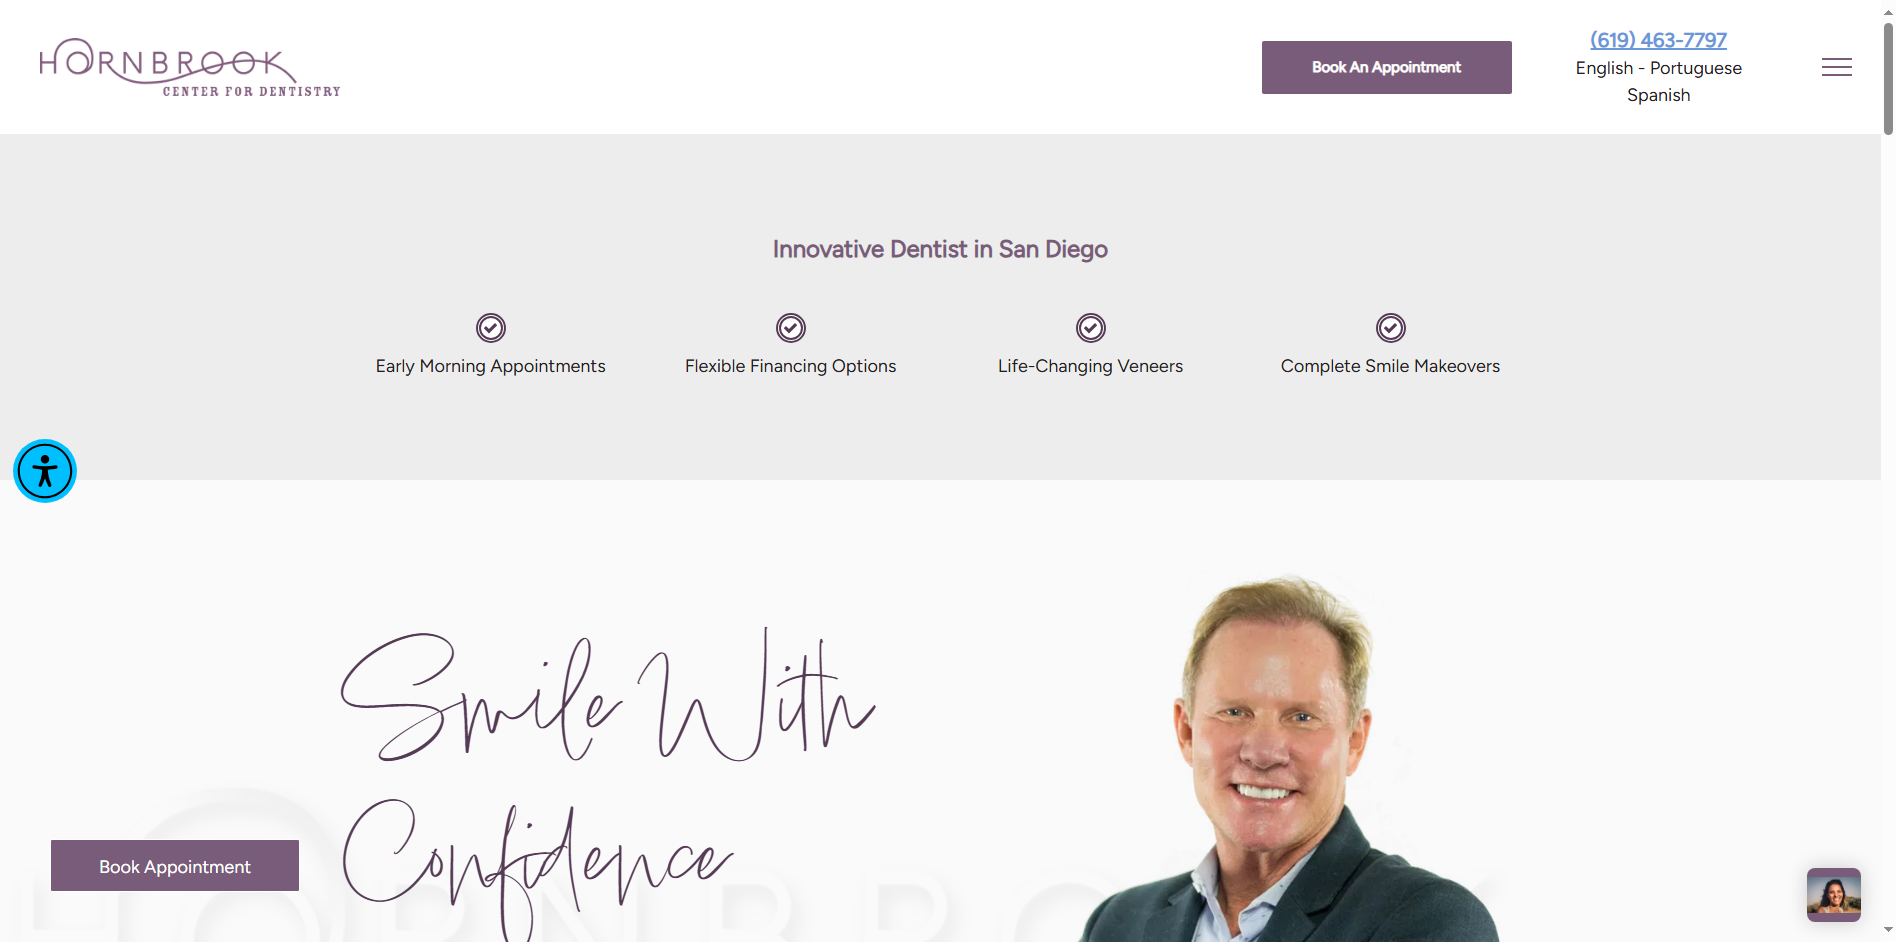 HORNBROOK
CENTER FOR DENTISTRY
Book An Appointment
(619) 463-7797
English - Portuguese
Spanish
Innovative Dentist in San Diego
Early Morning Appointments
Flexible Financing Options
Life-Changing Veneers
Complete Smile Makeovers
Smile With
Confidence
Book Appointment
HORNBROOK